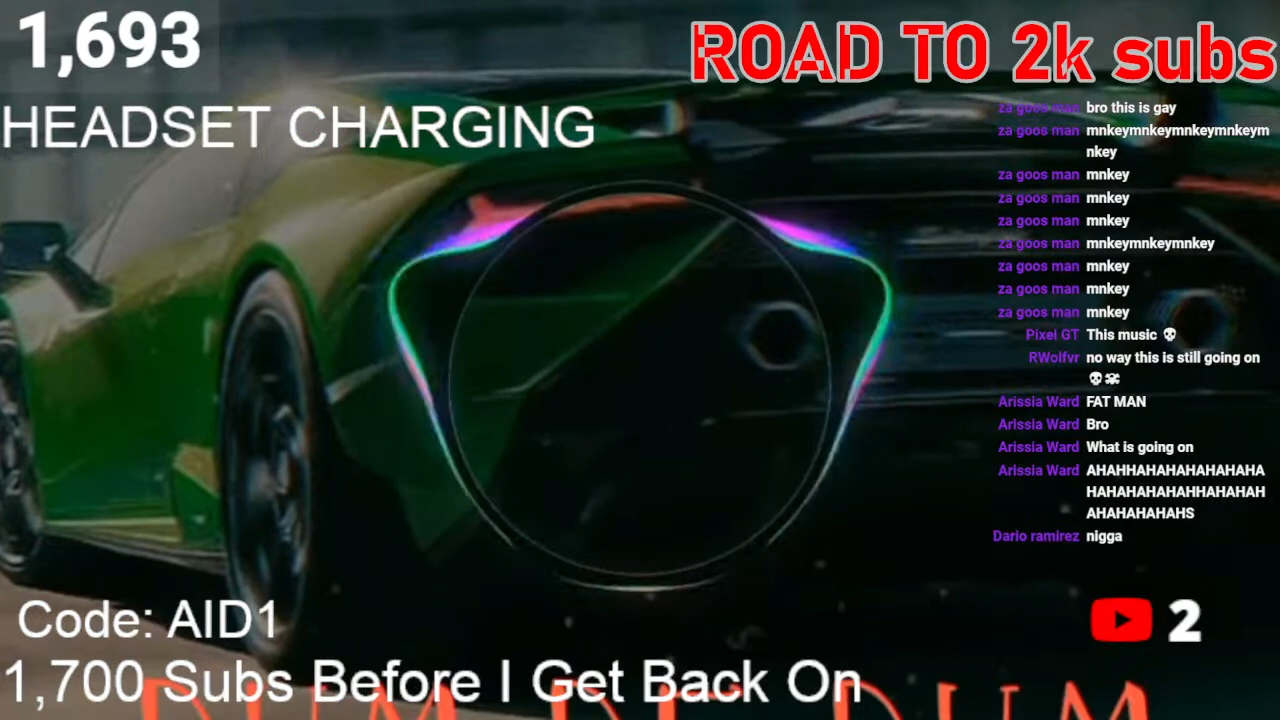 1,693
ROAD TO 2k subs
HEADSET CHARGING
za goos man bro this is gay
za goos man mnkeymnkeymnkeymnkeym
nkey
za goos man mnkey
za goos man mnkey
za goos man mnkey
za goos man mnkeymnkeymnkey
za goos man mnkey
za goos man mnkey
za goos man mnkey
Pixel GT This music 💀
RWolfvr no way this is still going on
💀☠
Arissia Ward FAT MAN
Arissia Ward Bro
Arissia Ward What is going on
Arissia Ward AHAHHAHAHAHAHAHAHA
HAHAHAHAHAHHAHAHAH
AHAHAHAHAHS
Dario ramirez nigga
Code: AID1
2
1,700 Subs Before I Get Back On